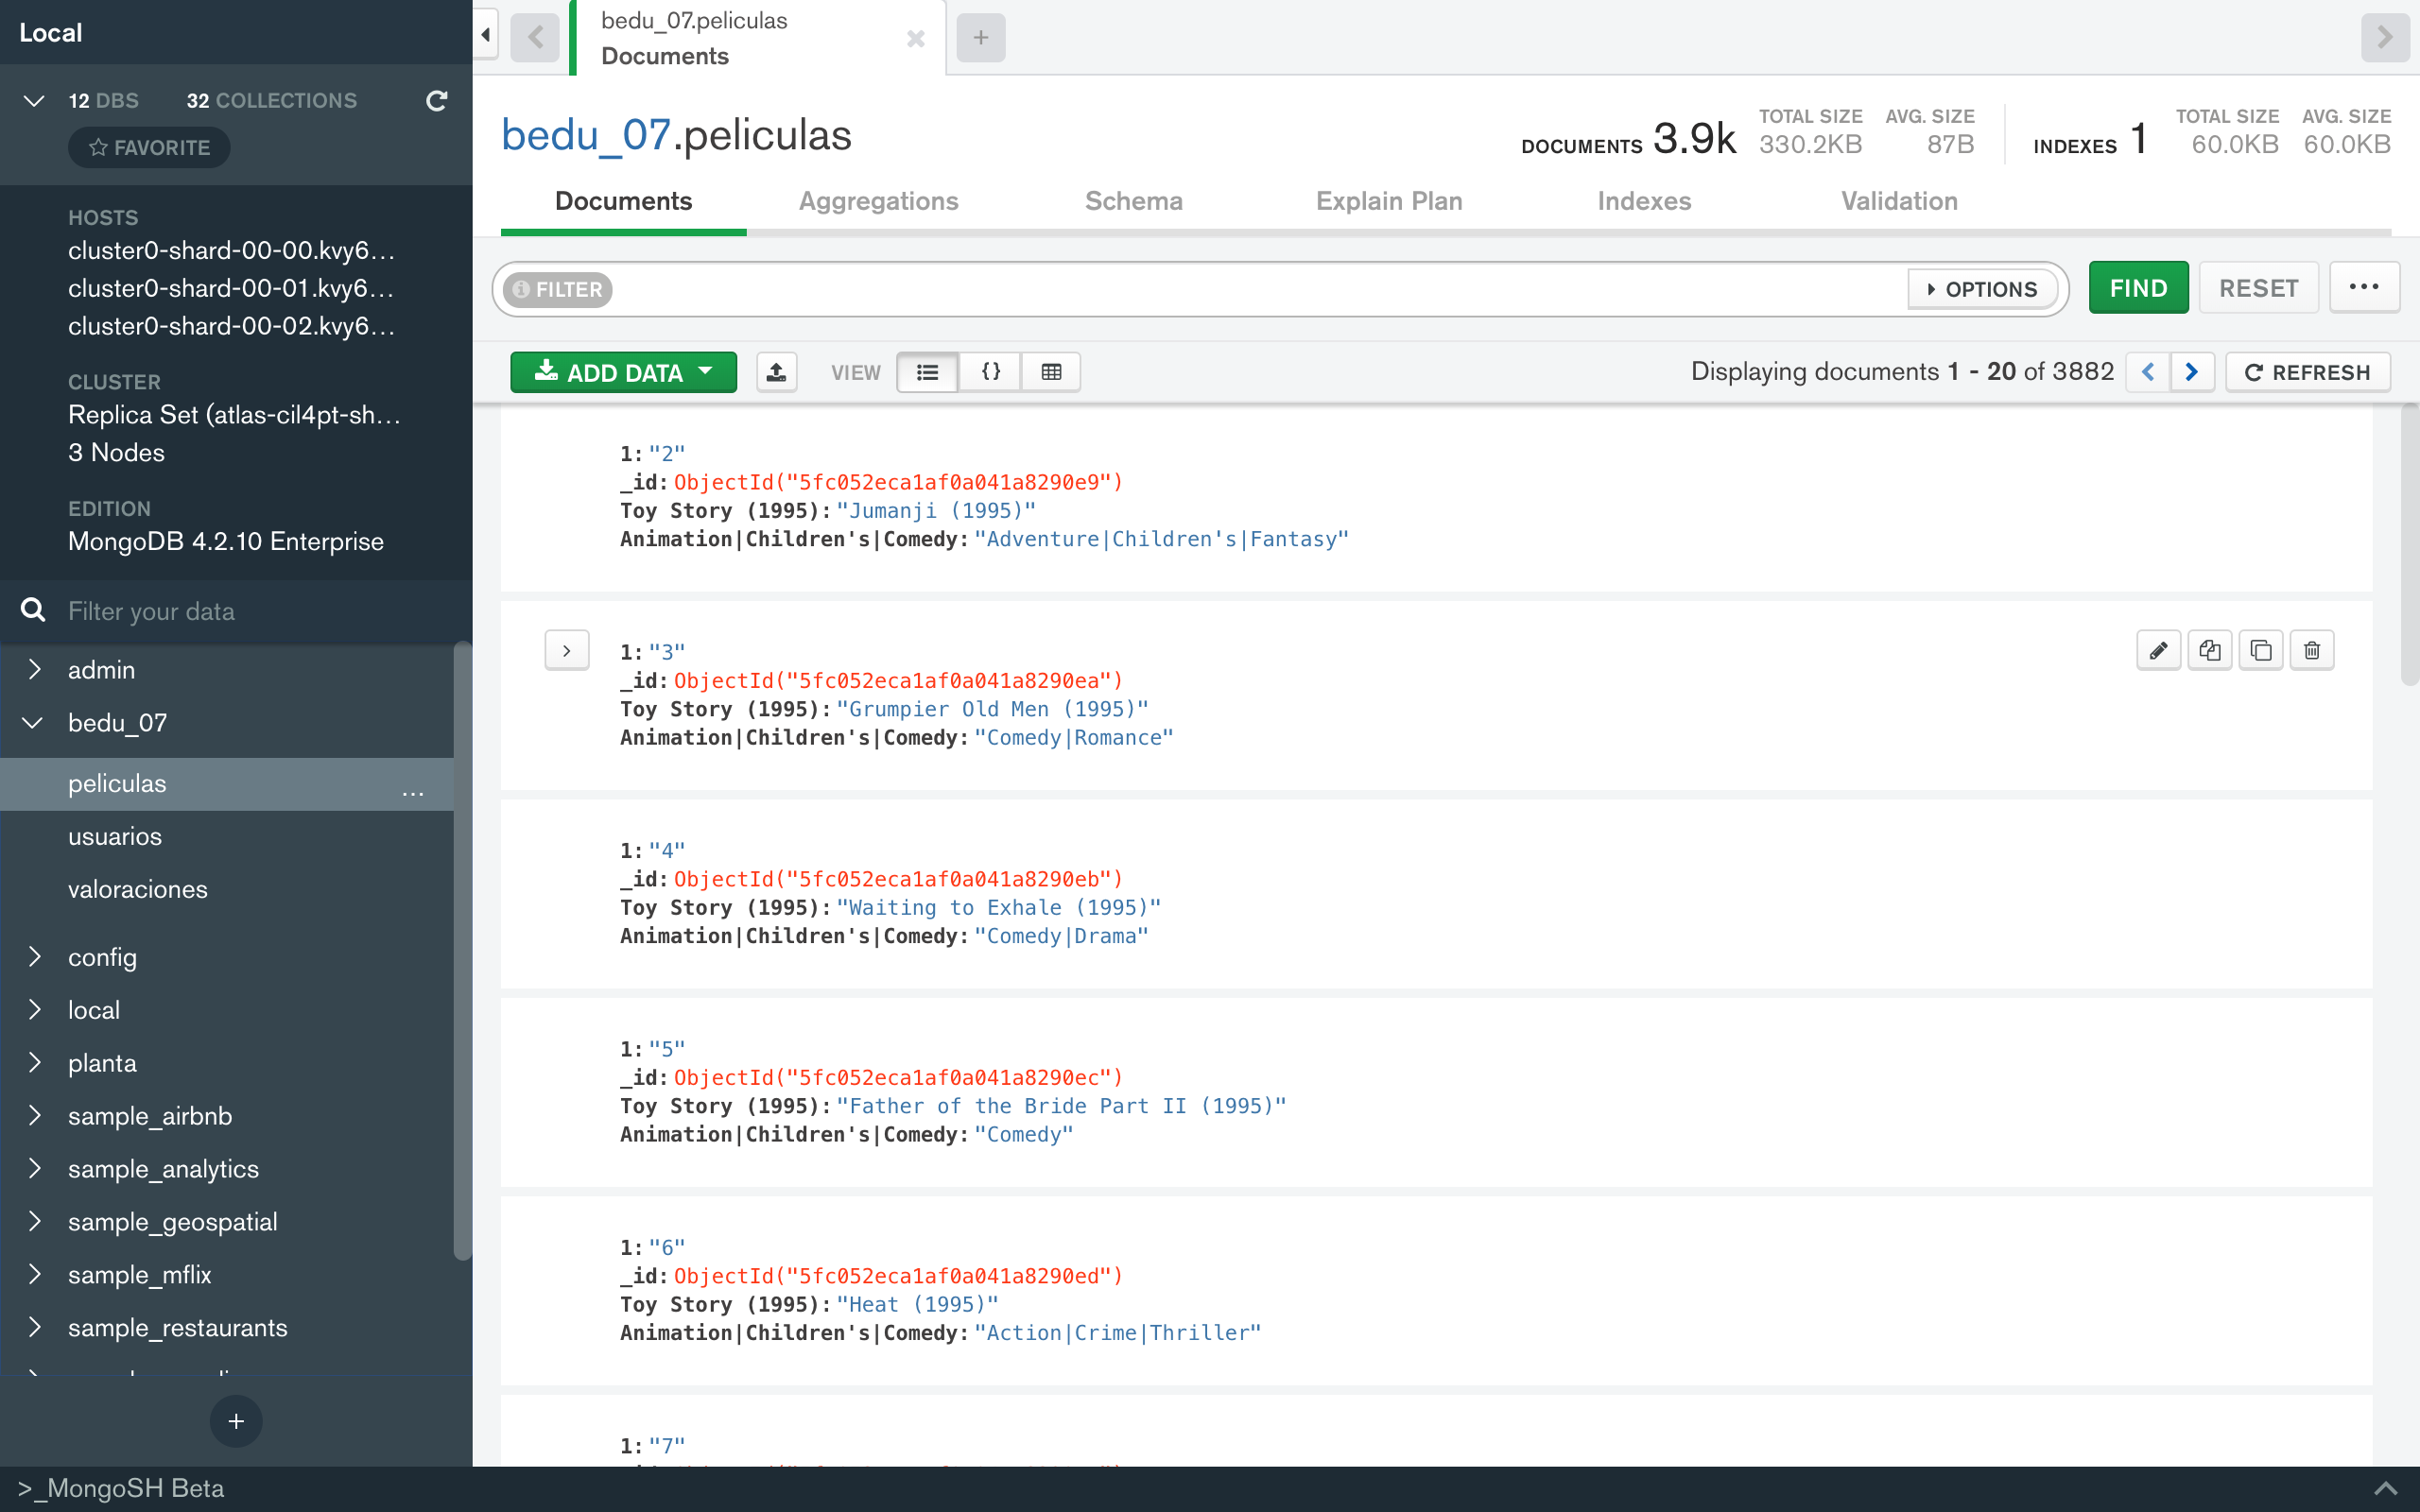 Local
12 DBS 32 COLLECTIONS
FAVORITE
HOSTS
cluster0-shard-00-00.kvy6...
cluster0-shard-00-01.kvy6...
cluster0-shard-00-02.kvy6...
CLUSTER
Replica Set (atlas-cil4pt-sh...
3 Nodes
EDITION
MongoDB 4.2.10 Enterprise
Filter your data
admin
bedu_07
peliculas ...
usuarios
valoraciones
config
local
planta
sample_airbnb
sample_analytics
sample_geospatial
sample_mflix
sample_restaurants
+
>_MongoSH Beta
bedu_07.peliculas
Documents
+
bedu_07.peliculas
DOCUMENTS 3.9k TOTAL SIZE 330.2KB AVG. SIZE 87B INDEXES 1 TOTAL SIZE 60.0KB AVG. SIZE 60.0KB
Documents Aggregations Schema Explain Plan Indexes Validation
FILTER OPTIONS FIND RESET ...
ADD DATA VIEW {} Displaying documents 1 - 20 of 3882 REFRESH
1: "2"
_id: ObjectId("5fc052eca1af0a041a8290e9")
Toy Story (1995): "Jumanji (1995)"
Animation|Children's|Comedy: "Adventure|Children's|Fantasy"
1: "3"
_id: ObjectId("5fc052eca1af0a041a8290ea")
Toy Story (1995): "Grumpier Old Men (1995)"
Animation|Children's|Comedy: "Comedy|Romance"
1: "4"
_id: ObjectId("5fc052eca1af0a041a8290eb")
Toy Story (1995): "Waiting to Exhale (1995)"
Animation|Children's|Comedy: "Comedy|Drama"
1: "5"
_id: ObjectId("5fc052eca1af0a041a8290ec")
Toy Story (1995): "Father of the Bride Part II (1995)"
Animation|Children's|Comedy: "Comedy"
1: "6"
_id: ObjectId("5fc052eca1af0a041a8290ed")
Toy Story (1995): "Heat (1995)"
Animation|Children's|Comedy: "Action|Crime|Thriller"
1: "7"